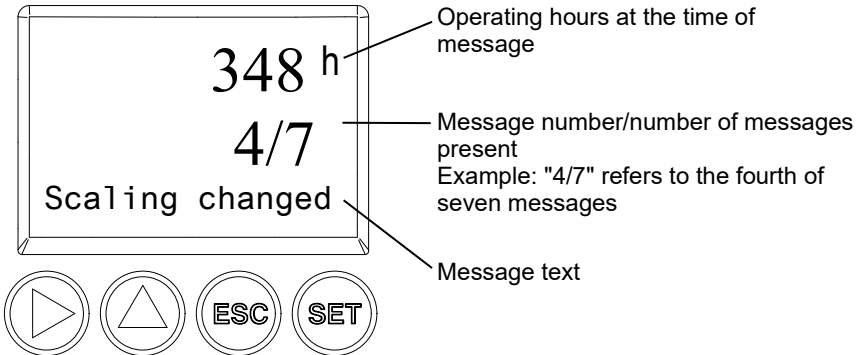 348 h
4/7
Scaling changed
ESC SET
Operating hours at the time of
message
Message number/number of messages
present
Example: "4/7" refers to the fourth of
seven messages
Message text